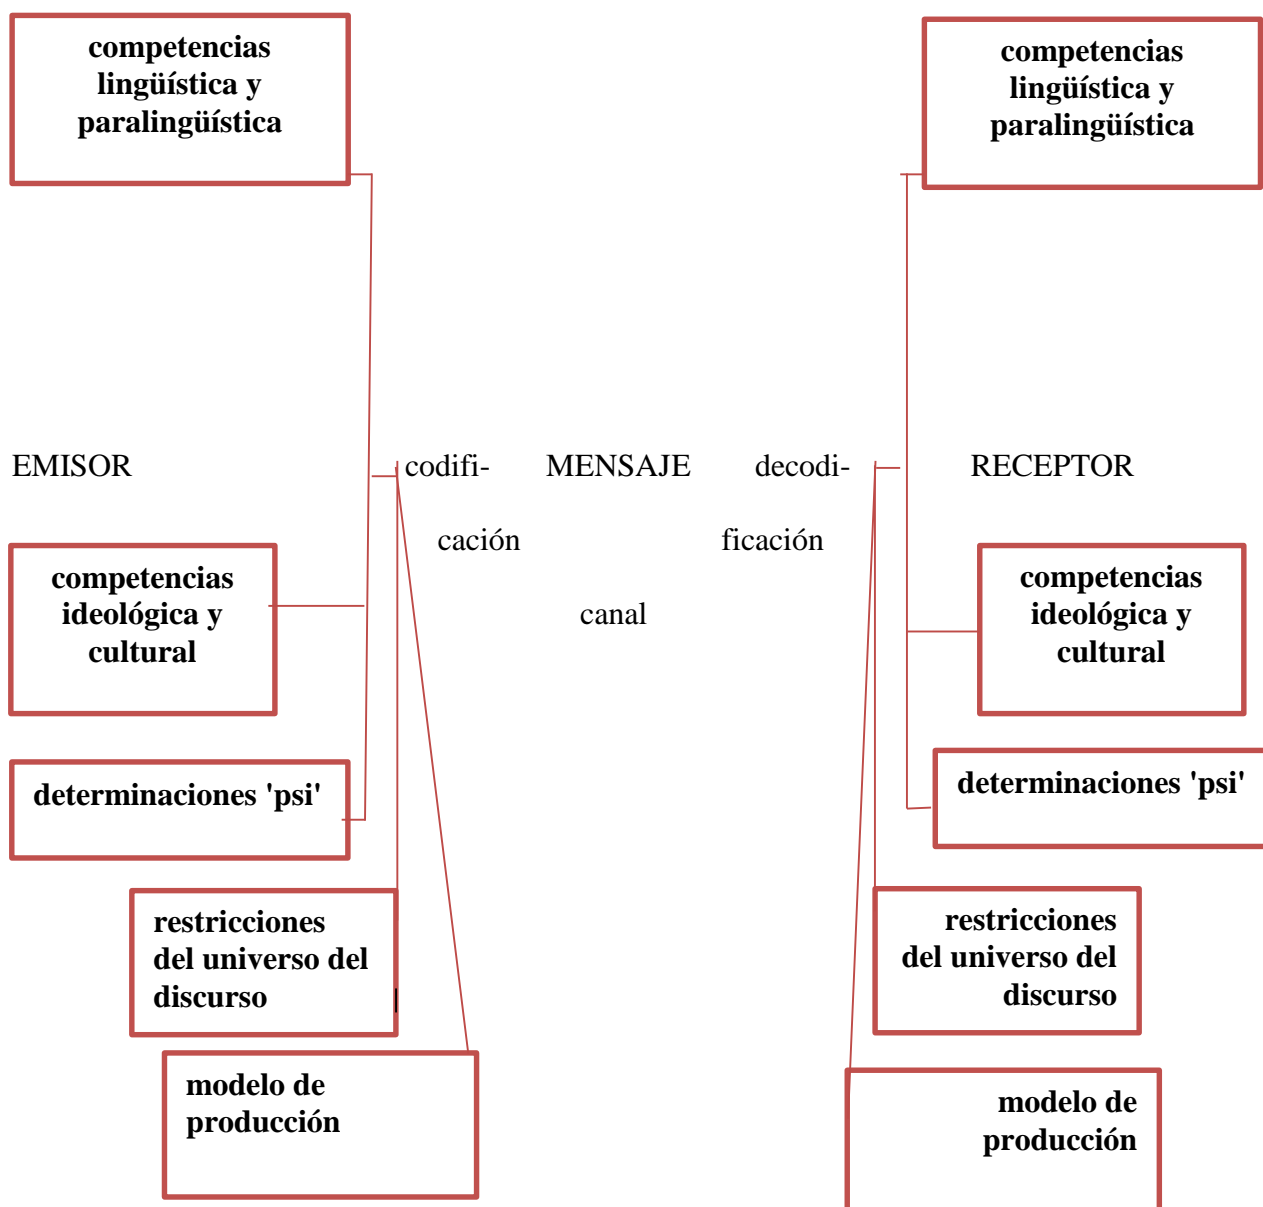 competencias
lingüística y
paralingüística
competencias
lingüística y
paralingüística
EMISOR codifi- MENSAJE decodi- RECEPTOR
cación ficación
canal
competencias
ideológica y
cultural
competencias
ideológica y
cultural
determinaciones 'psi'
determinaciones 'psi'
restricciones
del universo del
discurso
restricciones
del universo del
discurso
modelo de
producción
modelo de
producción